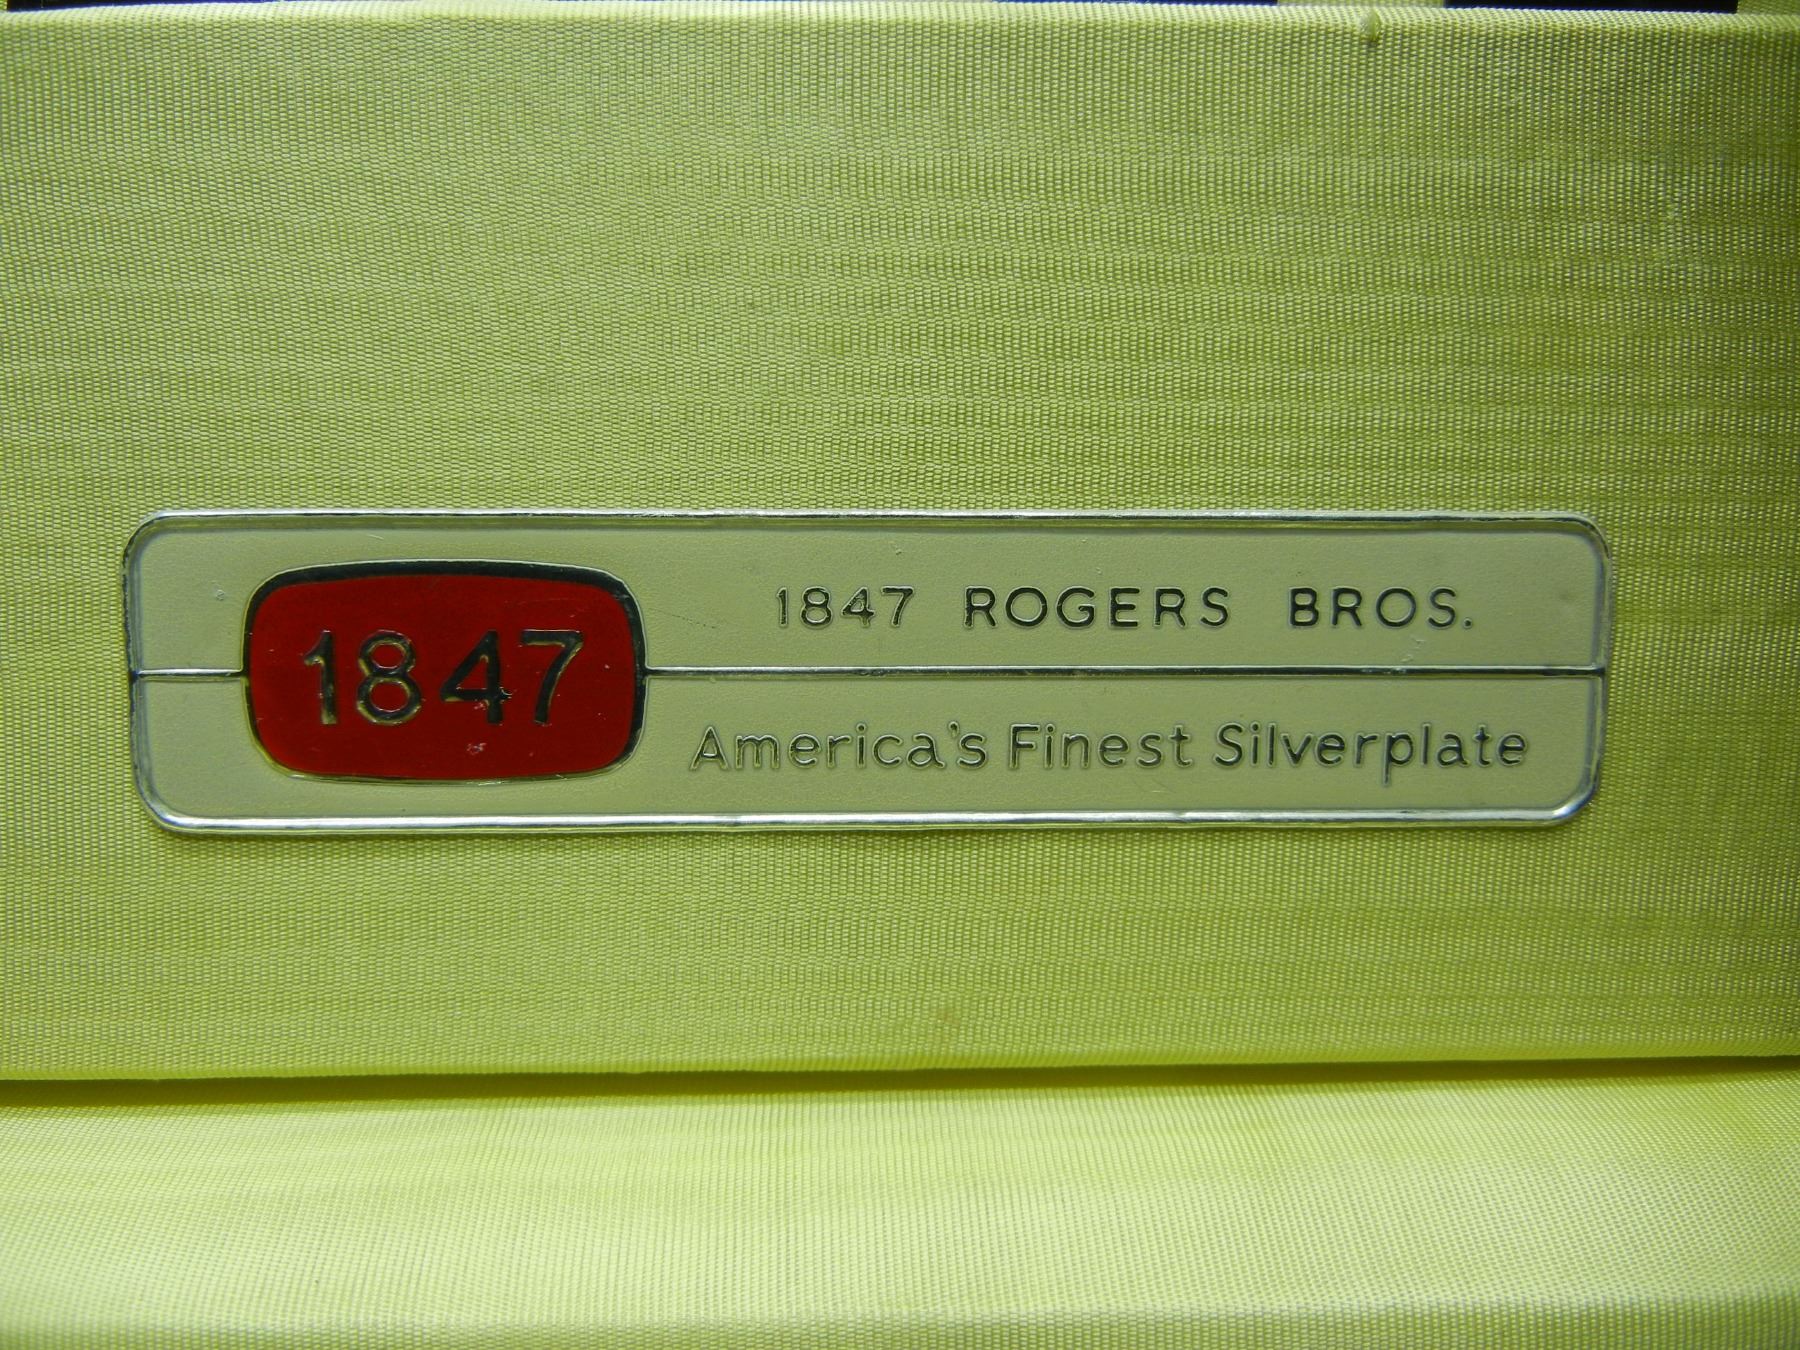 1847
1847 ROGERS BROS.
America's Finest Silverplate